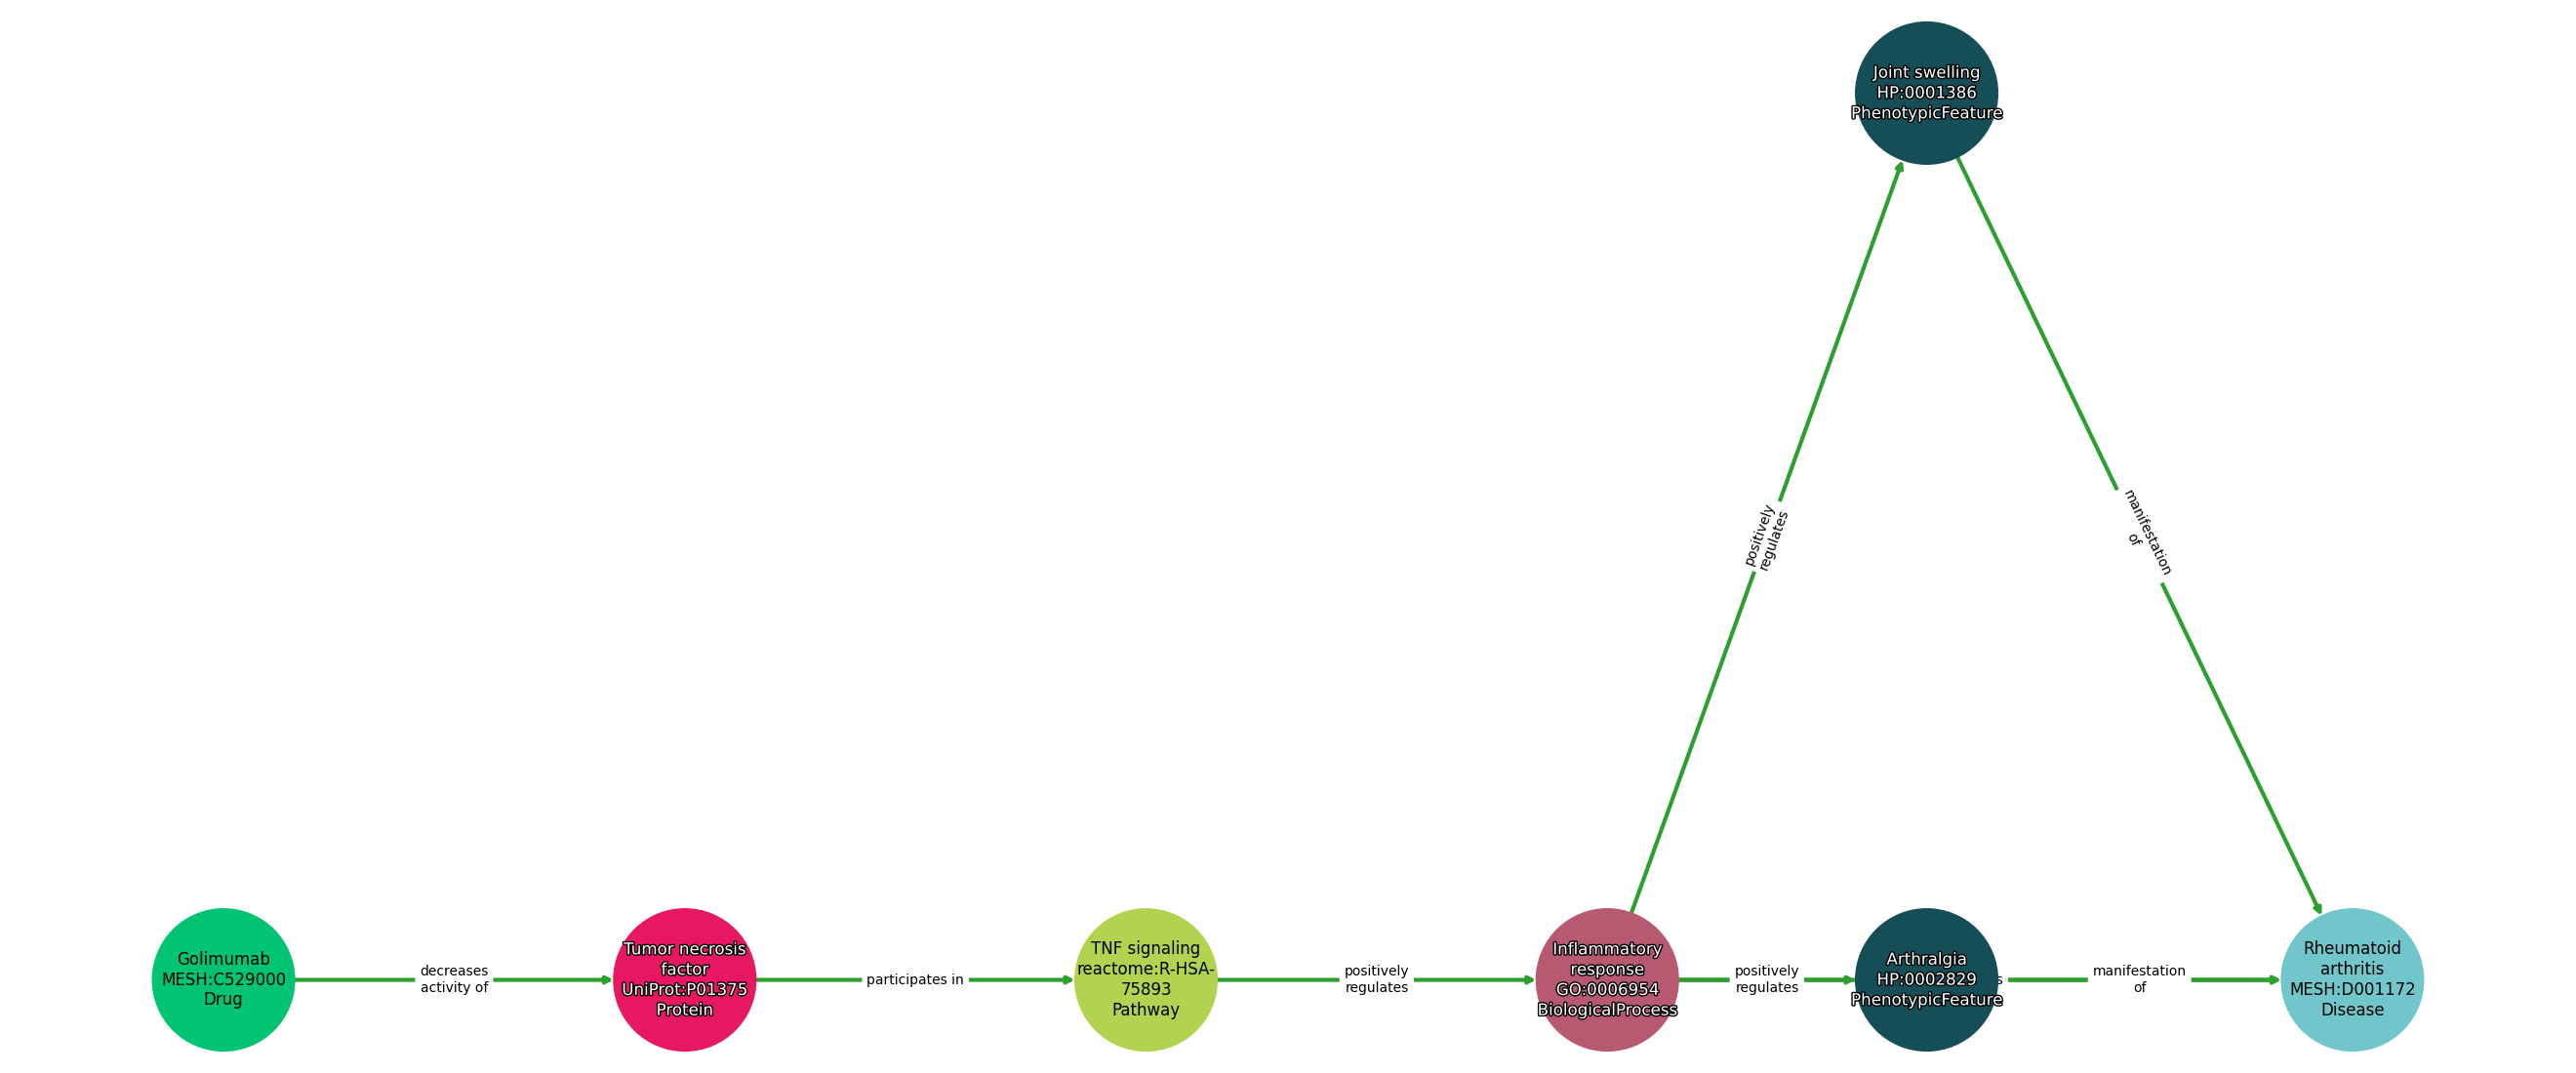 Joint swelling
HP:0001386
PhenotypicFeature
positively
regulates
manifestation
of
Golimumab
MESH:C529000
Drug
decreases
activity of
Tumor necrosis
factor
UniProt:P01375
Protein
participates in
TNF signaling
reactome:R-HSA-
75893
Pathway
positively
regulates
Inflammatory
response
GO:0006954
BiologicalProcess
positively
regulates
Arthralgia
HP:0002829
PhenotypicFeature
manifestation
of
Rheumatoid
arthritis
MESH:D001172
Disease